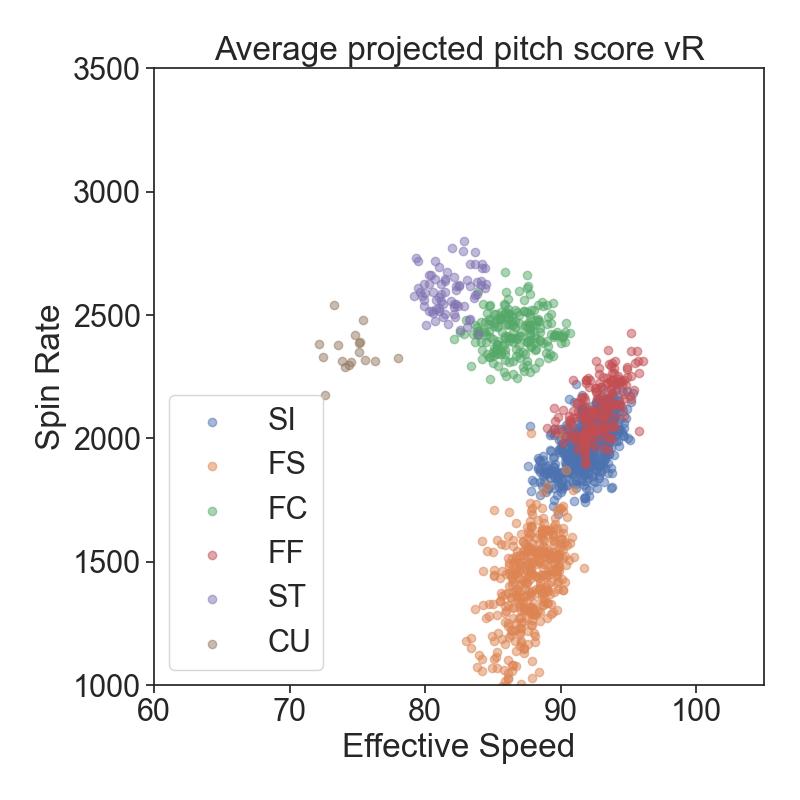 Average projected pitch score vR
3500
3000
2500
2000
1500
1000
Spin Rate
SI
FS
FC
FF
ST
CU
60 70 80 90 100
Effective Speed